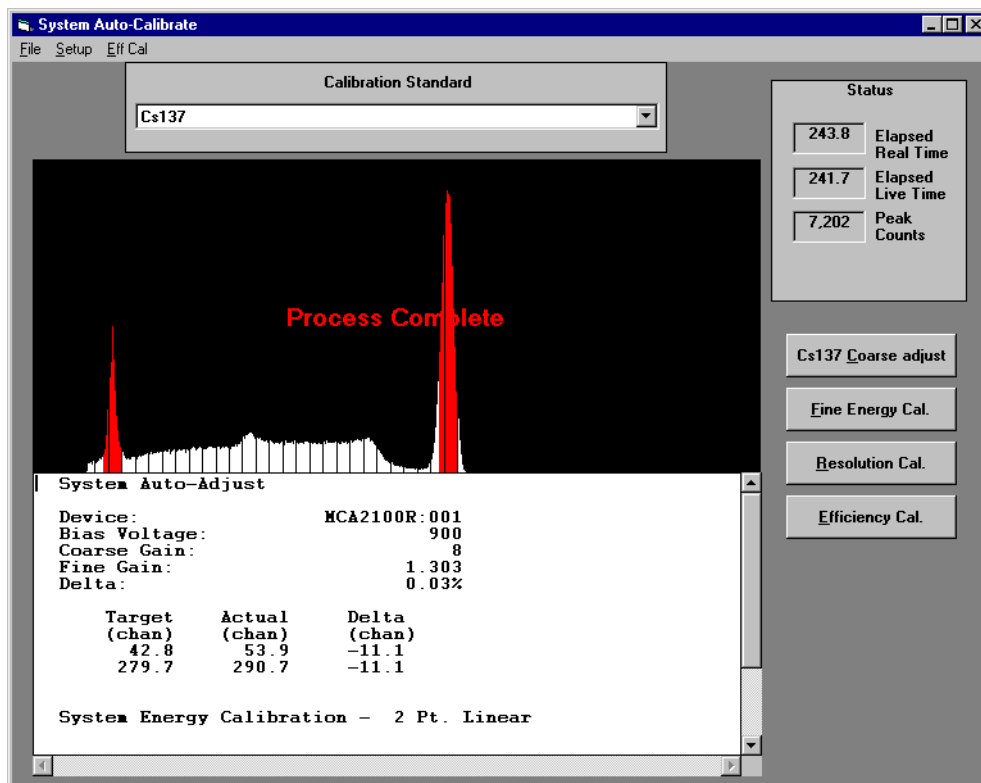 System Auto-Calibrate
File Setup Eff Cal
Calibration Standard
Cs137
Status
243.8 Elapsed
Real Time
241.7 Elapsed
Live Time
7,202 Peak
Counts
Process Complete
Cs137 Coarse adjust
Fine Energy Cal.
Resolution Cal.
Efficiency Cal.
System Auto-Adjust
Device: MCA2100R:001
Bias Voltage: 900
Coarse Gain: 8
Fine Gain: 1.303
Delta: 0.03%
Target Actual Delta
(chan) (chan) (chan)
42.8 53.9 -11.1
279.7 290.7 -11.1
System Energy Calibration - 2 Pt. Linear